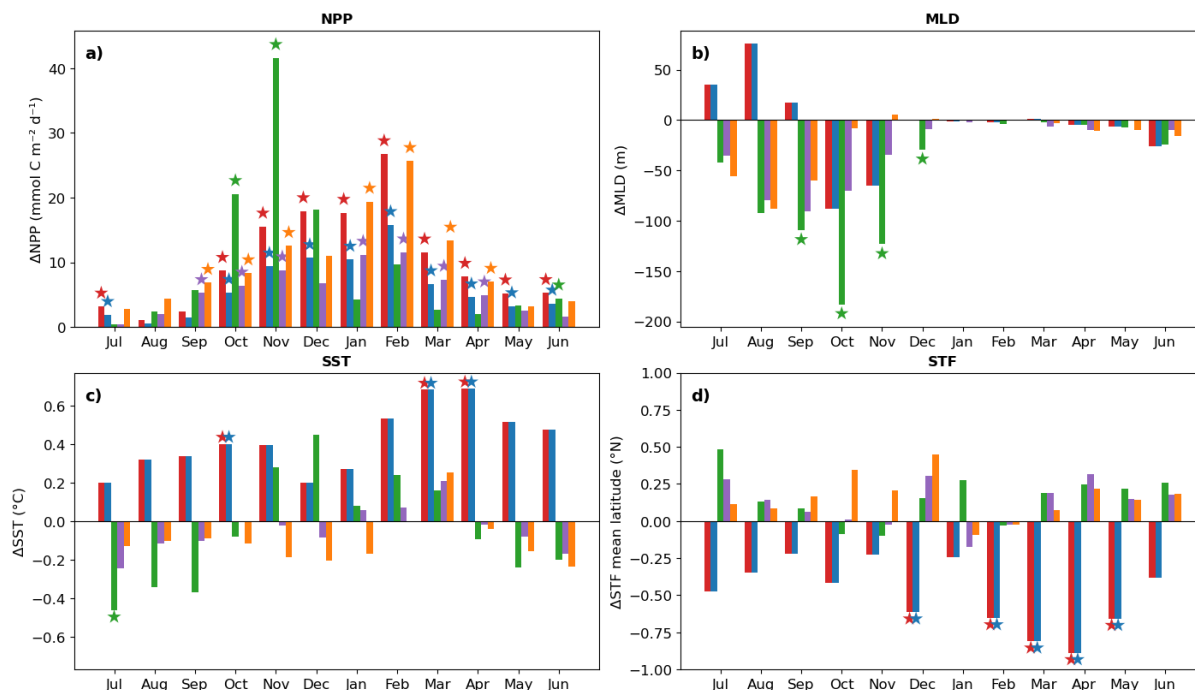 NPP
a)
ΔNPP (mmol C m⁻² d⁻¹)
40
30
20
10
0
Jul Aug Sep Oct Nov Dec Jan Feb Mar Apr May Jun
MLD
b)
ΔMLD (m)
50
0
−50
−100
−150
−200
Jul Aug Sep Oct Nov Dec Jan Feb Mar Apr May Jun
SST
c)
ΔSST (°C)
0.6
0.4
0.2
0.0
−0.2
−0.4
−0.6
Jul Aug Sep Oct Nov Dec Jan Feb Mar Apr May Jun
STF
d)
ΔSTF mean latitude (°N)
1.00
0.75
0.50
0.25
0.00
−0.25
−0.50
−0.75
−1.00
Jul Aug Sep Oct Nov Dec Jan Feb Mar Apr May Jun